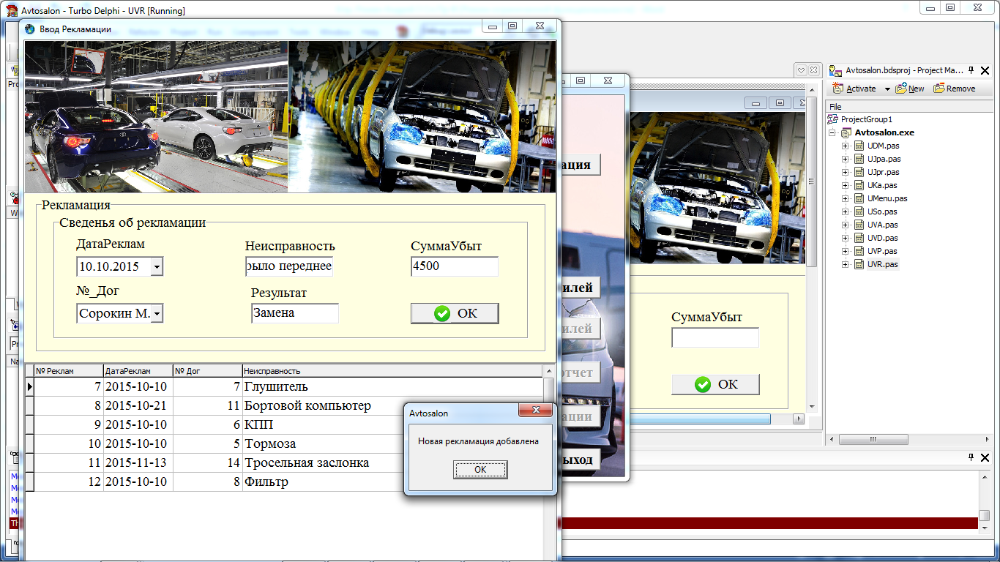 Avtosalon - Turbo Delphi - UVR [Running]
Ввод Рекламации
Рекламация
Сведенья об рекламации
ДатаРеклам
Неисправность
СуммаУбыт
10.10.2015
рыло переднее
4500
№_Дог
Результат
Сорокин М.
Замена
OK
№ Реклам
ДатаРеклам
№ Дог
Неисправность
7 2015-10-10 7 Глушитель
8 2015-10-21 11 Бортовой компьютер
9 2015-10-10 6 КПП
10 2015-10-10 5 Тормоза
11 2015-11-13 14 Тросельная заслонка
12 2015-10-10 8 Фильтр
Avtosalon
Новая рекламация добавлена
OK
ация
илей
илей
отчет
ации
ыход
СуммаУбыт
OK
Avtosalon.bdsproj - Project Ma...
Activate New Remove
File
ProjectGroup1
Avtosalon.exe
UDM.pas
UJpa.pas
UJpr.pas
UKa.pas
UMenu.pas
USo.pas
UVA.pas
UVD.pas
UVP.pas
UVR.pas